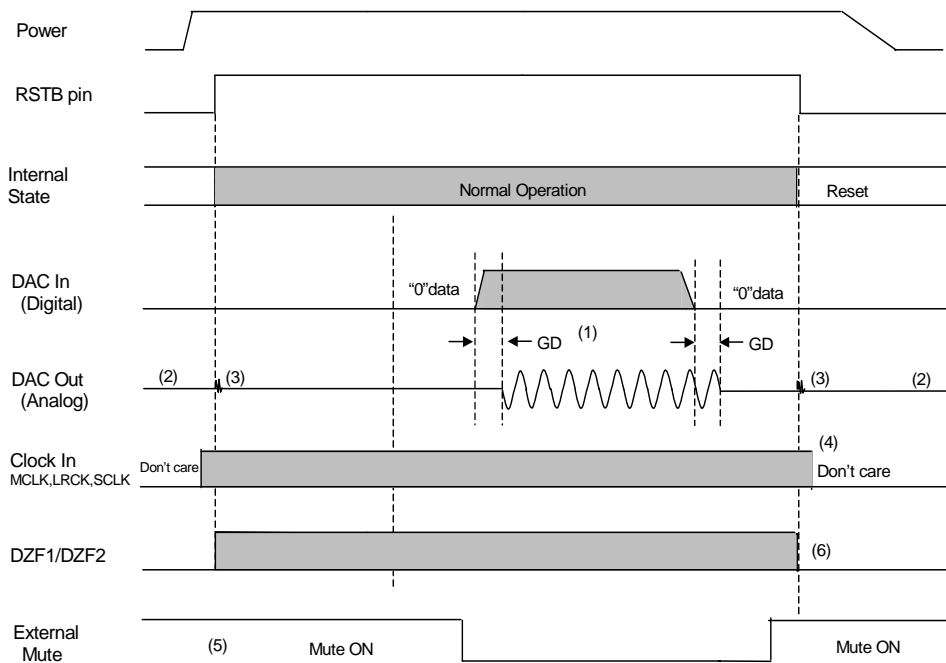 Power
RSTB pin
Internal
State
Normal Operation
Reset
DAC In
(Digital)
“0”data
“0”data
(1)
GD
GD
DAC Out
(Analog)
(2)
(3)
(3)
(2)
(4)
Clock In
MCLK,LRCK,SCLK
Don’t care
Don’t care
DZF1/DZF2
(6)
External
Mute
(5)
Mute ON
Mute ON